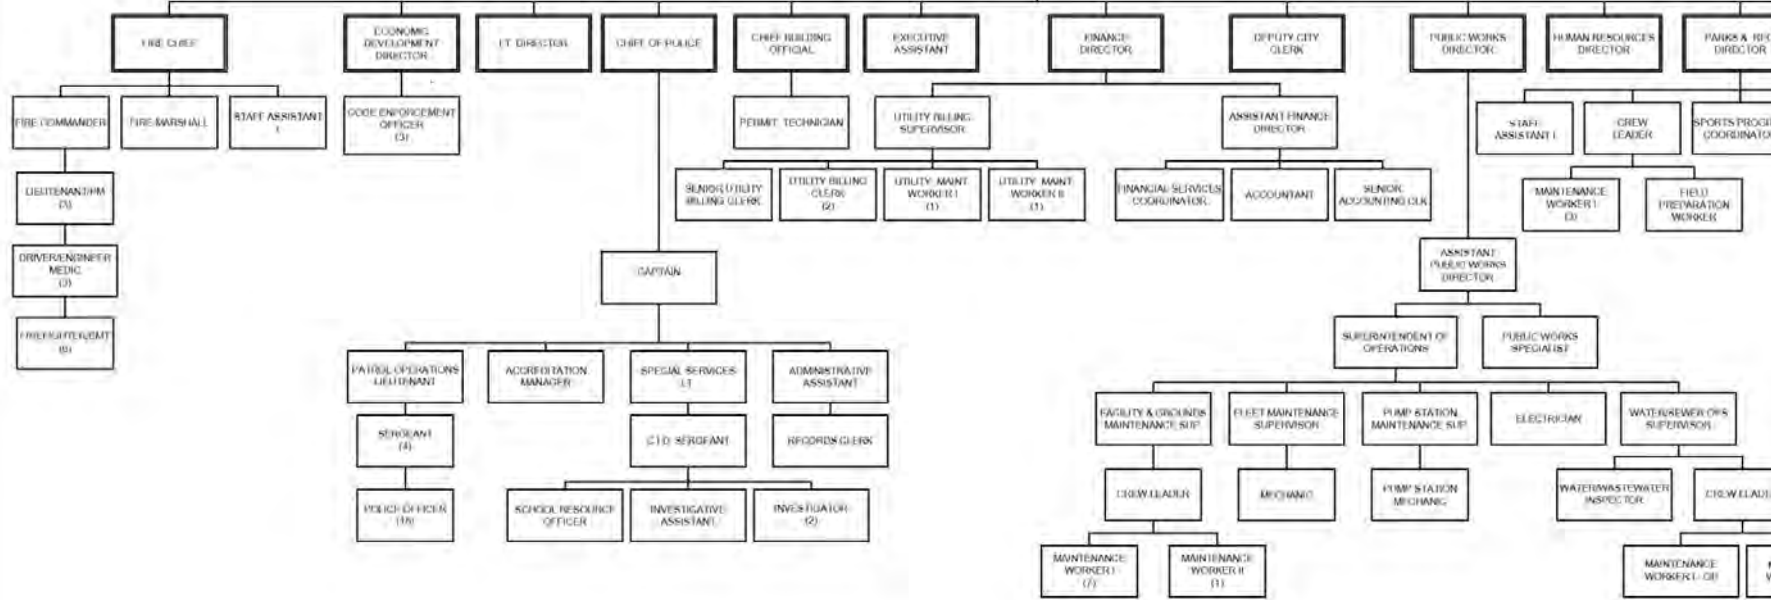 FIRE CHIEF
ECONOMIC
DEVELOPMENT
DIRECTOR
I.T. DIRECTOR
CHIEF OF POLICE
CHIEF BUILDING
OFFICIAL
EXECUTIVE
ASSISTANT
FINANCE
DIRECTOR
DEPUTY CITY
CLERK
PUBLIC WORKS
DIRECTOR
HUMAN RESOURCES
DIRECTOR
PARKS & REC
DIRECTOR
FIRE COMMANDER
FIRE MARSHALL
STAFF ASSISTANT
I
CODE ENFORCEMENT
OFFICER
(3)
PERMIT TECHNICIAN
UTILITY BILLING
SUPERVISOR
ASSISTANT FINANCE
DIRECTOR
STAFF
ASSISTANT I
CREW
LEADER
SPORTS
LIEUTENANT/PM
(3)
SENIOR UTILITY
BILLING CLERK
UTILITY BILLING
CLERK
(2)
UTILITY MAINT.
WORKER I
(1)
UTILITY MAINT.
WORKER II
(1)
FINANCIAL SERVICES
COORDINATOR
ACCOUNTANT
SENIOR
ACCOUNTING CLK
MAINTENANCE
WORKER I
(3)
FIELD
PREPARATION
WORKER
DRIVER/ENGINEER
MEDIC
(3)
CAPTAIN
ASSISTANT
PUBLIC WORKS
DIRECTOR
FIREFIGHTER/EMT
SUPERINTENDENT OF
OPERATIONS
PUBLIC WORKS
SPECIALIST
PATROL OPERATIONS
LIEUTENANT
ACCREDITATION
MANAGER
SPECIAL SERVICES
LT
ADMINISTRATIVE
ASSISTANT
FACILITY & GROUNDS
MAINTENANCE SUP.
FLEET MAINTENANCE
SUPERVISOR
PUMP STATION
MAINTENANCE SUP.
ELECTRICIAN
WATER/SEWER OPS
SUPERVISOR
SERGEANT
(4)
C.I.D. SERGEANT
RECORDS CLERK
CREW LEADER
MECHANIC
PUMP STATION
MECHANIC
WATER/WASTEWATER
INSPECTOR
CREW
POLICE OFFICER
SCHOOL RESOURCE
OFFICER
INVESTIGATIVE
ASSISTANT
INVESTIGATOR
(2)
MAINTENANCE
WORKER I
(7)
MAINTENANCE
WORKER II
(1)
MAINTENANCE
WORKER I